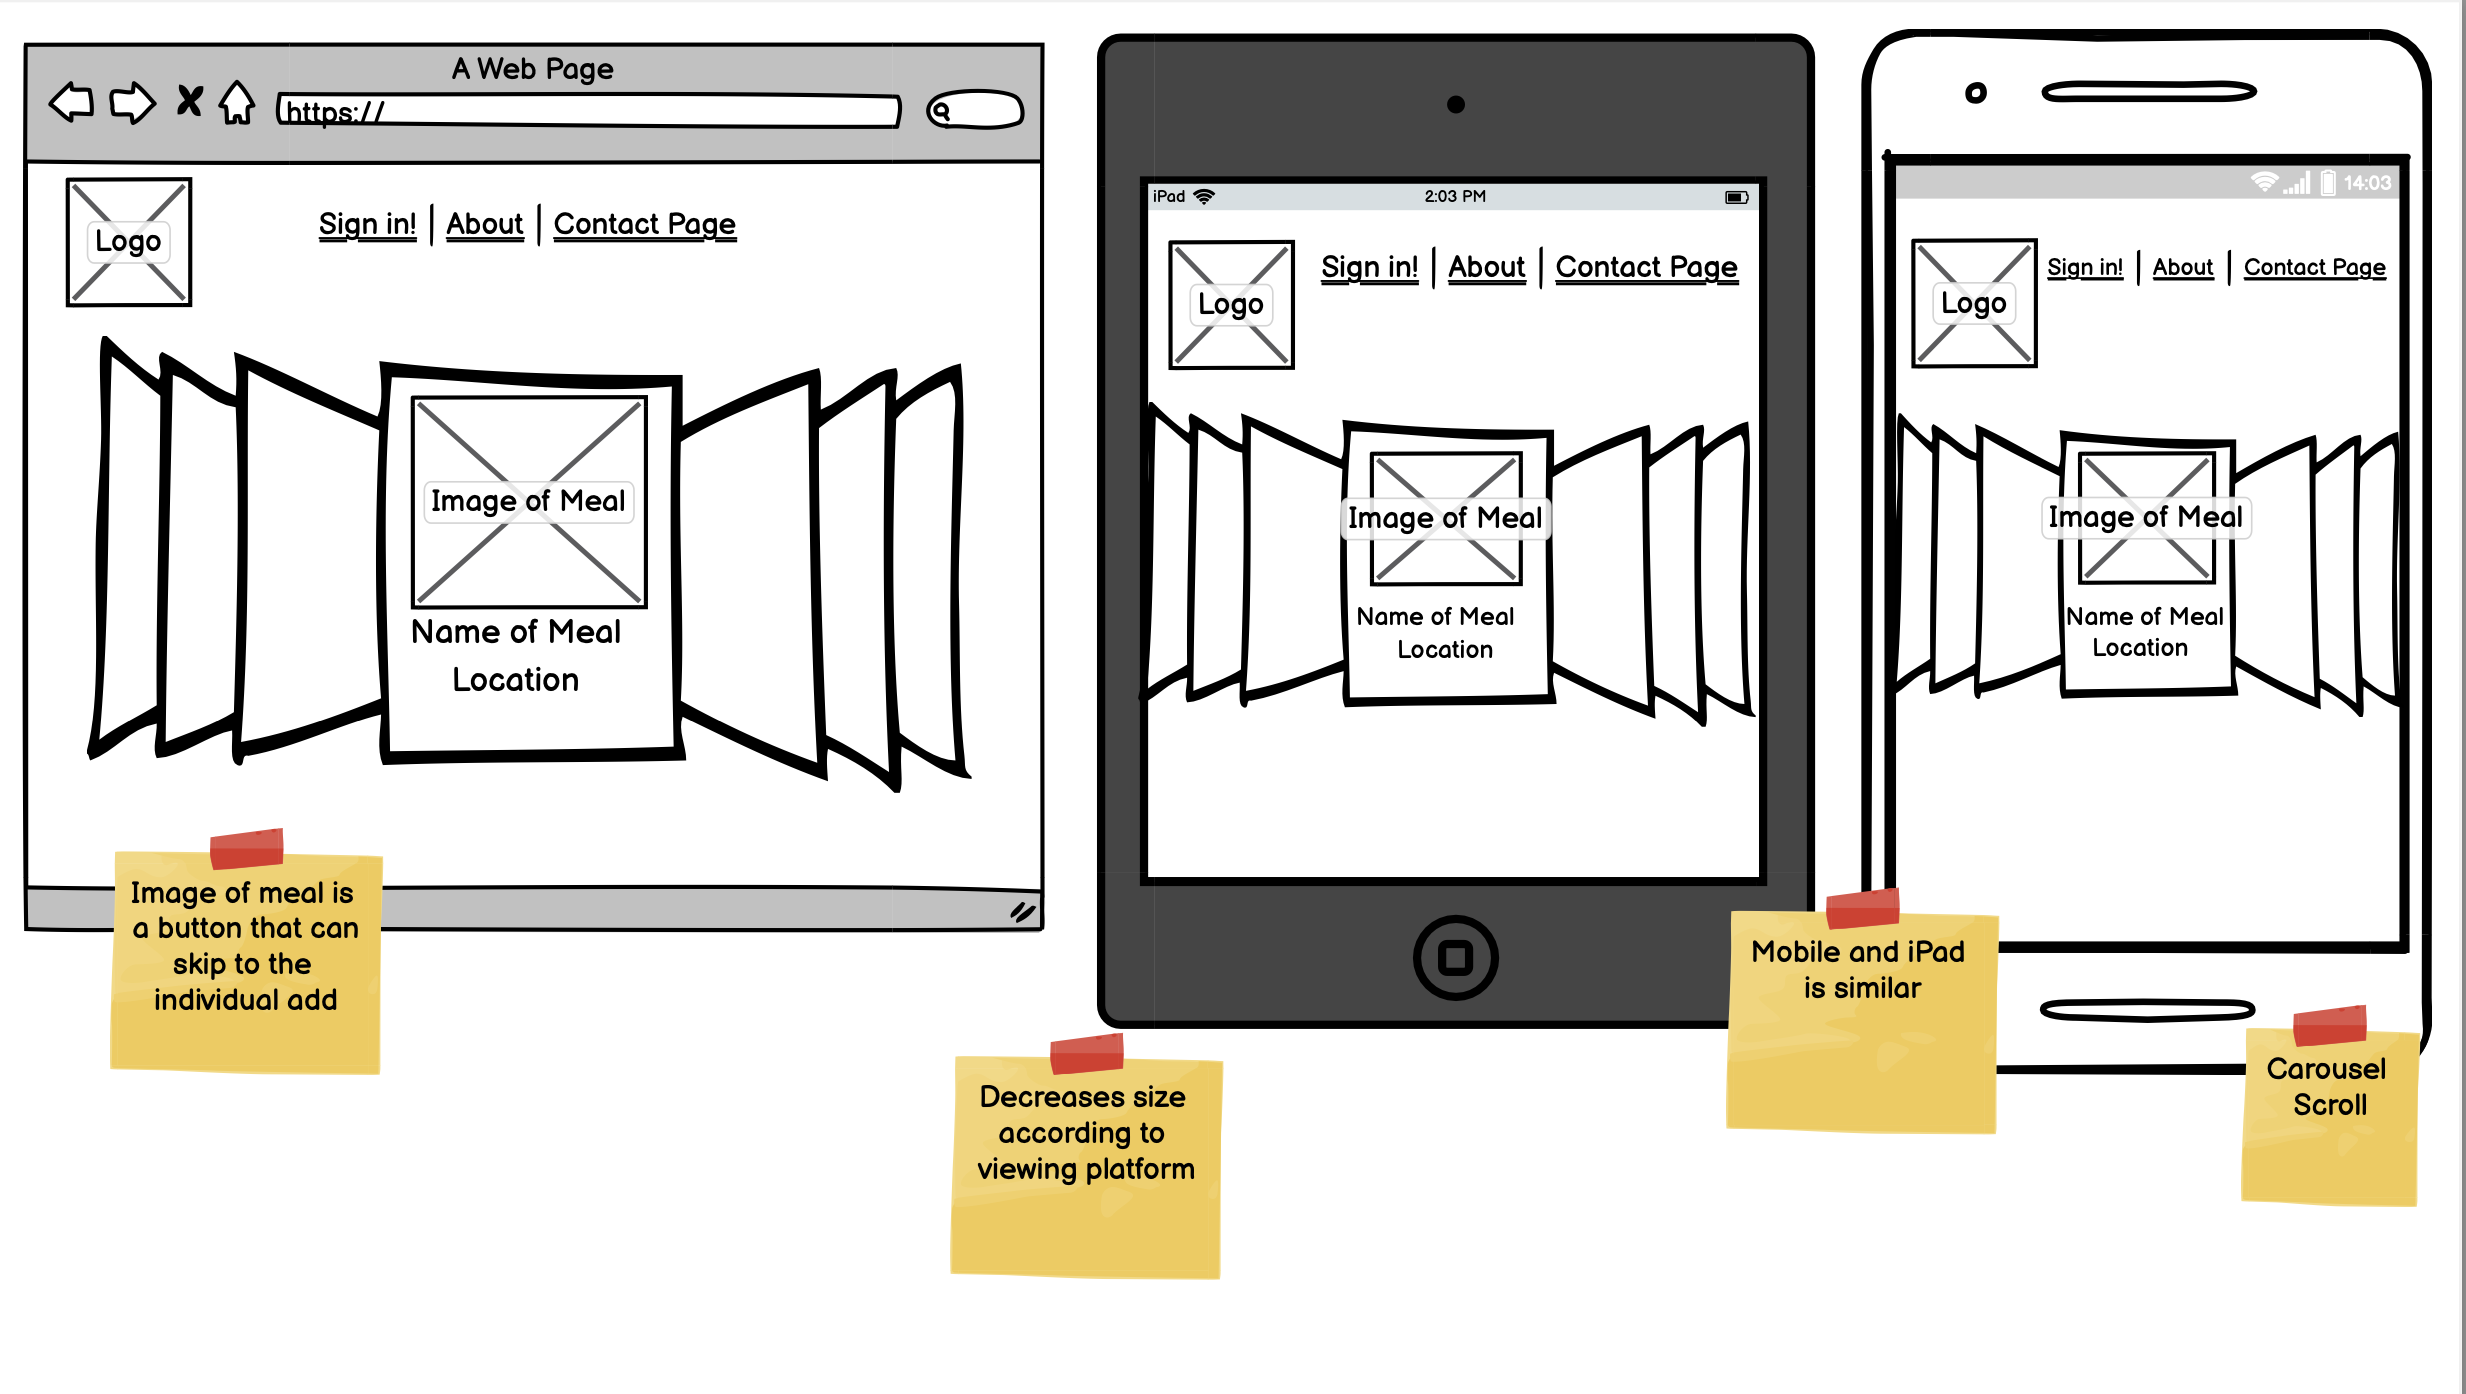 A Web Page
https://
Logo
Sign in! | About | Contact Page
Image of Meal
Name of Meal
Location
Image of meal is
a button that can
skip to the
individual add
iPad
2:03 PM
Logo
Sign in! | About | Contact Page
Image of Meal
Name of Meal
Location
Decreases size
according to
viewing platform
14:03
Logo
Sign in! | About | Contact Page
Image of Meal
Name of Meal
Location
Mobile and iPad
is similar
Carousel
Scroll